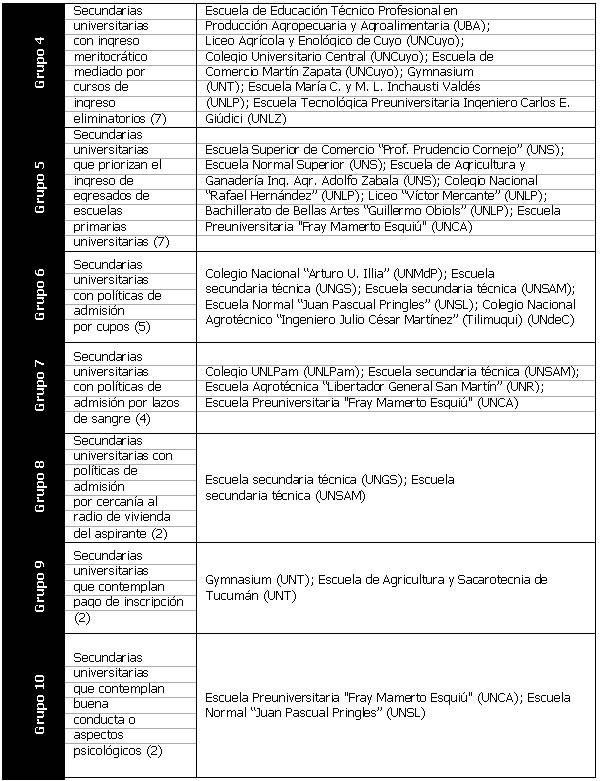 Grupo 4
Secundarias
universitarias
con ingreso
meritocrático
mediado por
cursos de
ingreso
eliminatorios (7)
Escuela de Educación Técnico Profesional en
Producción Agropecuaria y Agroalimentaria (UBA);
Liceo Agrícola y Enológico de Cuyo (UNCuyo);
Colegio Universitario Central (UNCuyo); Escuela de
Comercio Martín Zapata (UNCuyo); Gymnasium
(UNT); Escuela María C. y M. L. Inchausti Valdés
(UNLP); Escuela Tecnológica Preuniversitaria Ingeniero Carlos E.
Giúdici (UNLZ)
Grupo 5
Secundarias
universitarias
que priorizan el
ingreso de
egresados de
escuelas
primarias
universitarias (7)
Escuela Superior de Comercio “Prof. Prudencio Cornejo” (UNS);
Escuela Normal Superior (UNS); Escuela de Agricultura y
Ganadería Ing. Agr. Adolfo Zabala (UNS); Colegio Nacional
“Rafael Hernández” (UNLP); Liceo “Víctor Mercante” (UNLP);
Bachillerato de Bellas Artes “Guillermo Obiols” (UNLP); Escuela
Preuniversitaria "Fray Mamerto Esquiú” (UNCA)
Grupo 6
Secundarias
universitarias
con políticas de
admisión
por cupos (5)
Colegio Nacional “Arturo U. Illia” (UNMdP); Escuela
secundaria técnica (UNGS); Escuela secundaria técnica (UNSAM);
Escuela Normal “Juan Pascual Pringles” (UNSL); Colegio Nacional
Agrotécnico “Ingeniero Julio César Martínez” (Tilimuqui) (UNdeC)
Grupo 7
Secundarias
universitarias
con políticas de
admisión por lazos
de sangre (4)
Colegio UNLPam (UNLPam); Escuela secundaria técnica (UNSAM);
Escuela Agrotécnica “Libertador General San Martín” (UNR);
Escuela Preuniversitaria "Fray Mamerto Esquiú” (UNCA)
Grupo 8
Secundarias
universitarias con
políticas de
admisión
por cercanía al
radio de vivienda
del aspirante (2)
Escuela secundaria técnica (UNGS); Escuela
secundaria técnica (UNSAM)
Grupo 9
Secundarias
universitarias
que contemplan
pago de inscripción
(2)
Gymnasium (UNT); Escuela de Agricultura y Sacarotecnia de
Tucumán (UNT)
Grupo 10
Secundarias
universitarias
que contemplan
buena
conducta o
aspectos
psicológicos (2)
Escuela Preuniversitaria "Fray Mamerto Esquiú” (UNCA); Escuela
Normal “Juan Pascual Pringles” (UNSL)